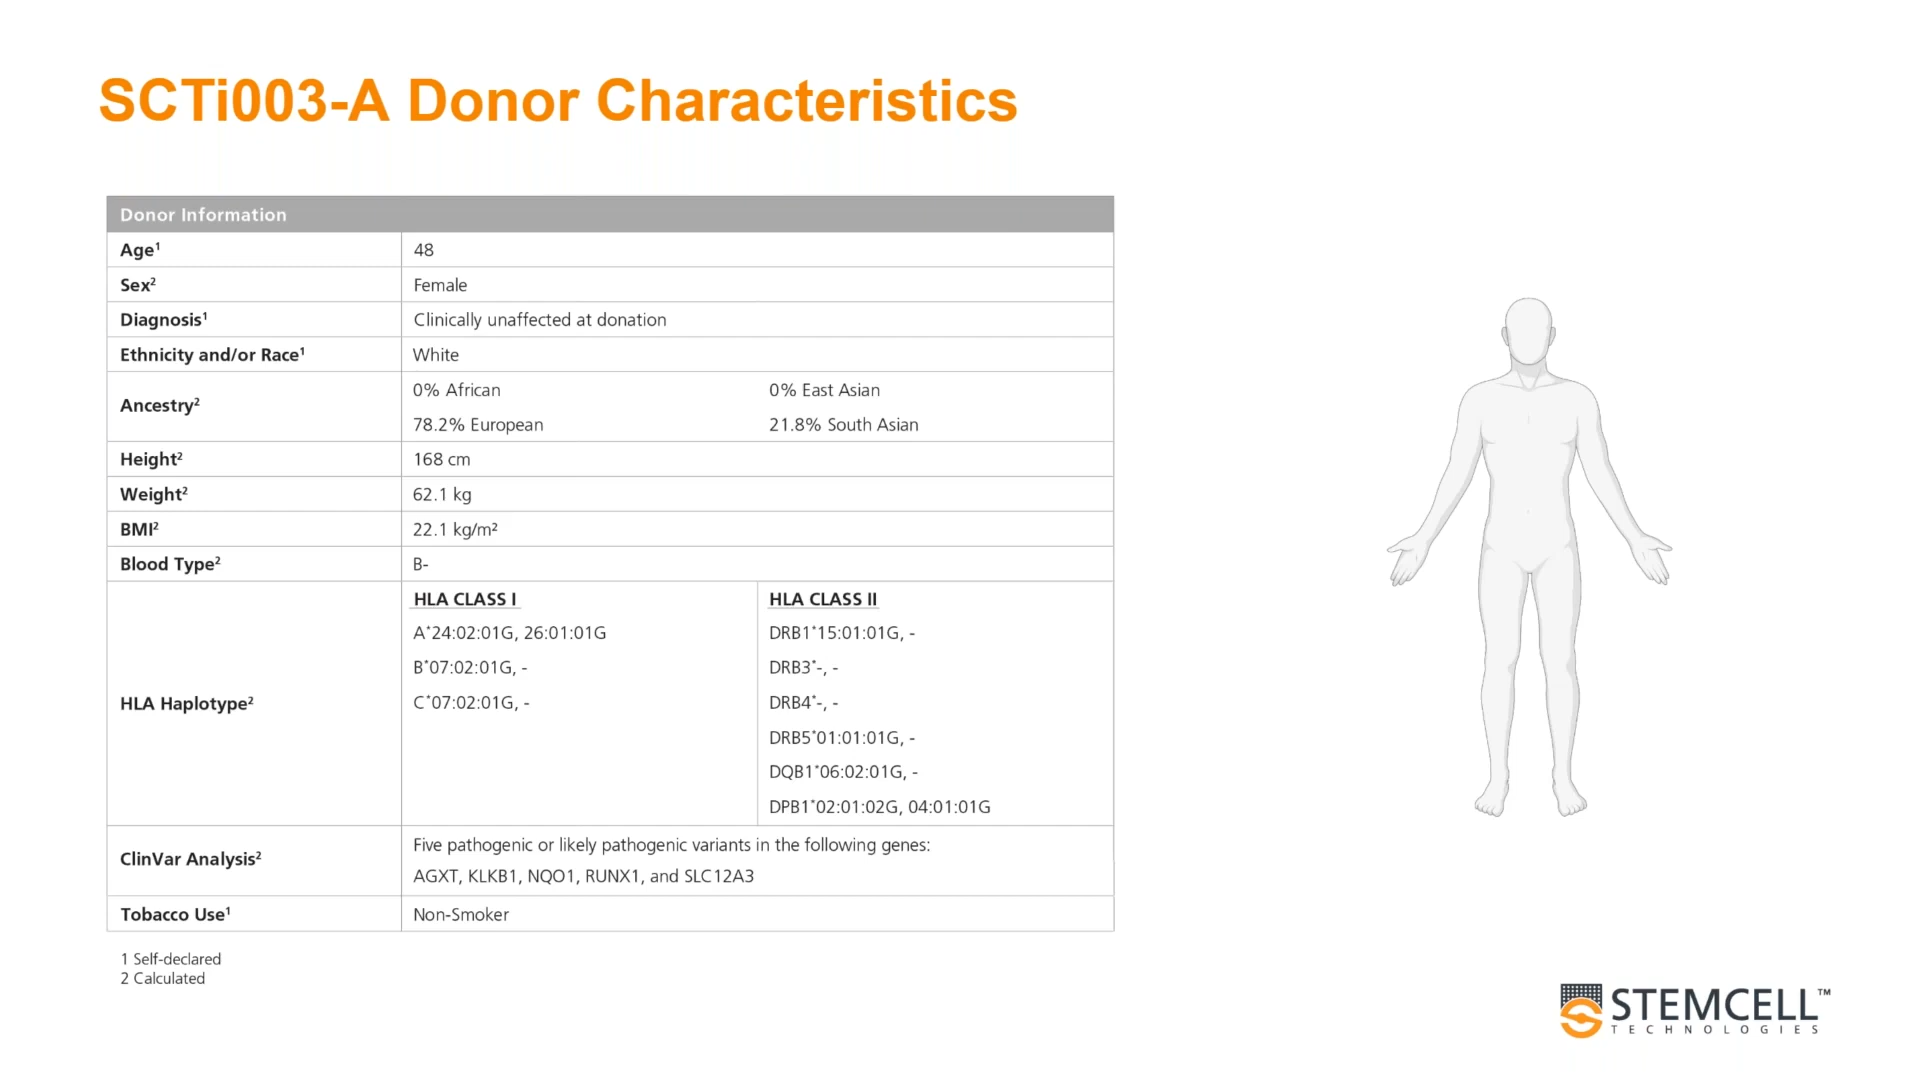 SCTi003-A Donor Characteristics
Donor Information
Age¹ 48
Sex² Female
Diagnosis¹ Clinically unaffected at donation
Ethnicity and/or Race¹ White
Ancestry²
0% African 0% East Asian
78.2% European 21.8% South Asian
Height² 168 cm
Weight² 62.1 kg
BMI² 22.1 kg/m²
Blood Type² B-
HLA Haplotype²
HLA CLASS I
A*24:02:01G, 26:01:01G
B*07:02:01G, -
C*07:02:01G, -
HLA CLASS II
DRB1*15:01:01G, -
DRB3*-, -
DRB4*-, -
DRB5*01:01:01G, -
DQB1*06:02:01G, -
DPB1*02:01:02G, 04:01:01G
ClinVar Analysis²
Five pathogenic or likely pathogenic variants in the following genes:
AGXT, KLKB1, NQO1, RUNX1, and SLC12A3
Tobacco Use¹ Non-Smoker
1 Self-declared
2 Calculated
STEMCELL™
TECHNOLOGIES